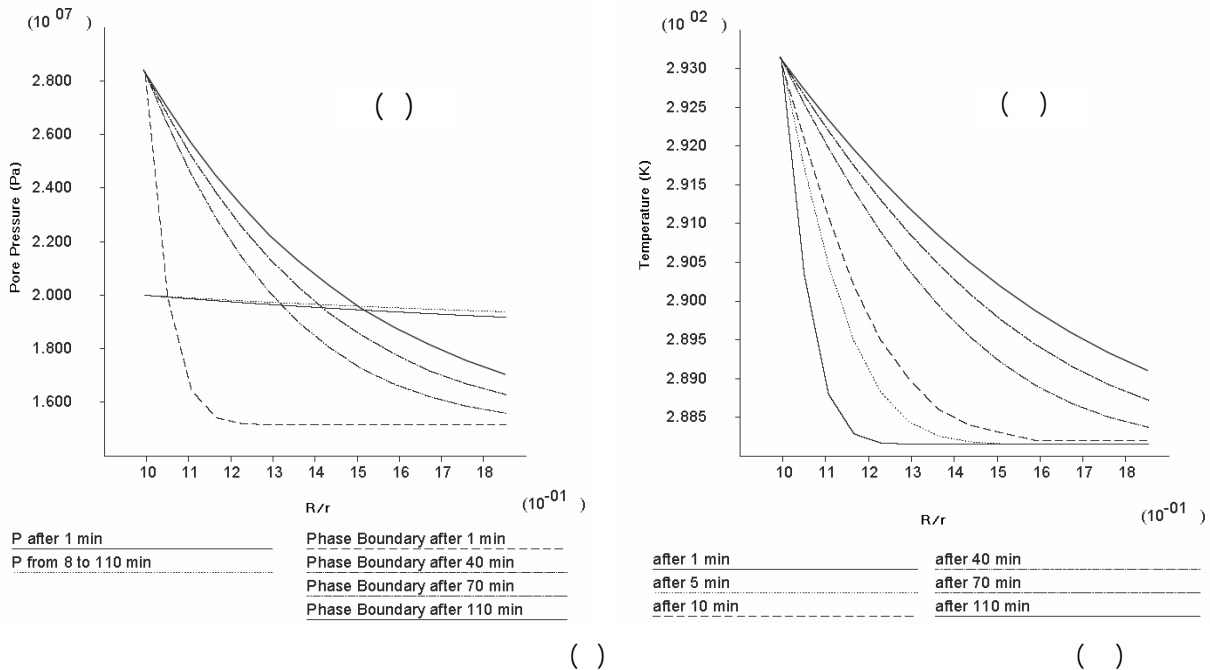 (10 07 )
2.800
2.600
2.400
2.200
2.000
1.800
1.600
Pore Pressure (Pa)
( )
10 11 12 13 14 15 16 17 18
R/r
(10-01 )
P after 1 min
P from 8 to 110 min
Phase Boundary after 1 min
Phase Boundary after 40 min
Phase Boundary after 70 min
Phase Boundary after 110 min
( )
(10 02 )
2.930
2.925
2.920
2.915
2.910
2.905
2.900
2.895
2.890
2.885
Temperature (K)
( )
10 11 12 13 14 15 16 17 18
R/r
(10-01 )
after 1 min
after 5 min
after 10 min
after 40 min
after 70 min
after 110 min
( )